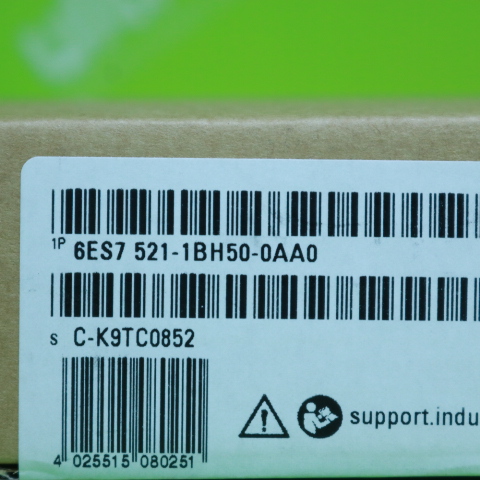 1P 6ES7 521-1BH50-0AA0
S C-K9TC0852
4 025515 080251
support.indu